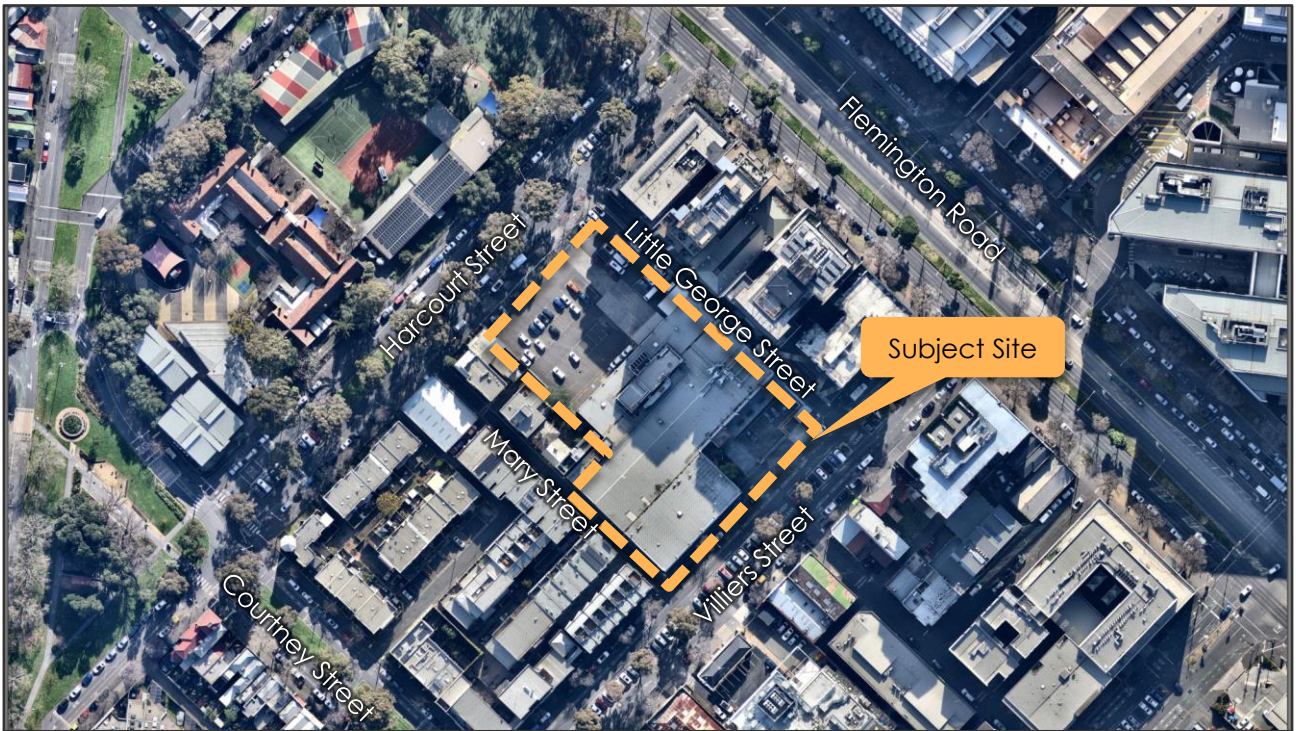 Flemington Road
Little George Street
Harcourt Street
Subject Site
Mary Street
Villiers Street
Courtney Street